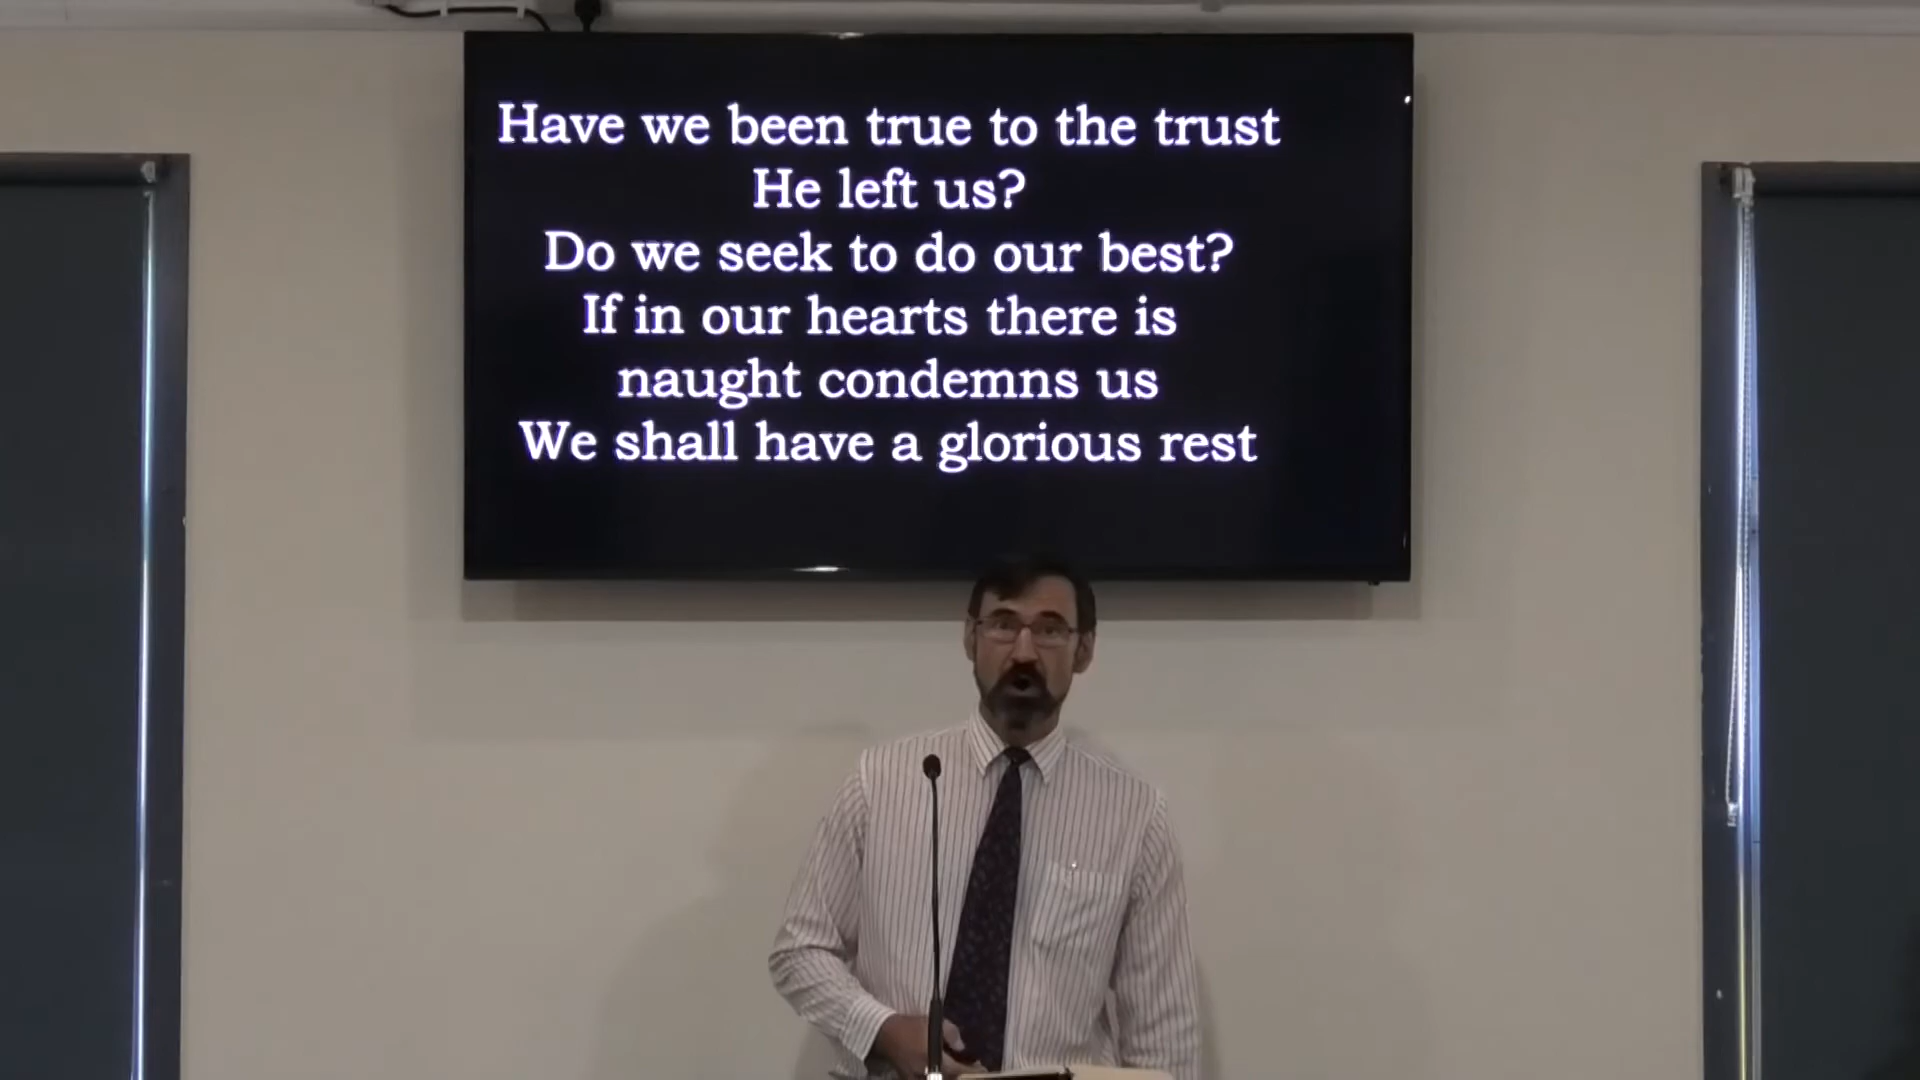 Have we been true to the trust
He left us?
Do we seek to do our best?
If in our hearts there is
naught condemns us
We shall have a glorious rest